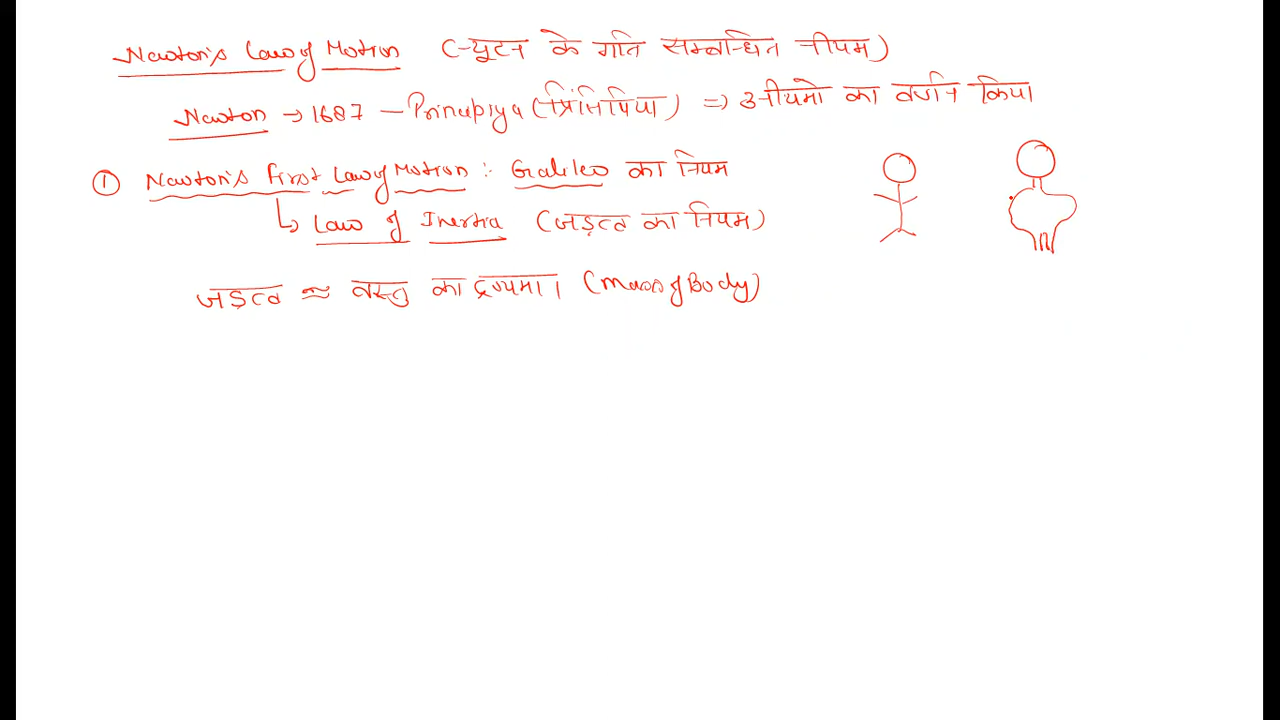 Newton's Law of Motion (न्यूटन के गति सम्बन्धित नीयम)
Newton → 1687 – Principiya (प्रिंसिपिया) ⇒ 3 नीयमो का वर्णन किया
① Newton's First Law of Motion : Galileo का नियम
↳ Law of Inertia (जड़त्व का नियम)
जड़त्व ≈ वस्तु का द्रव्यमा। (Mass of Body)